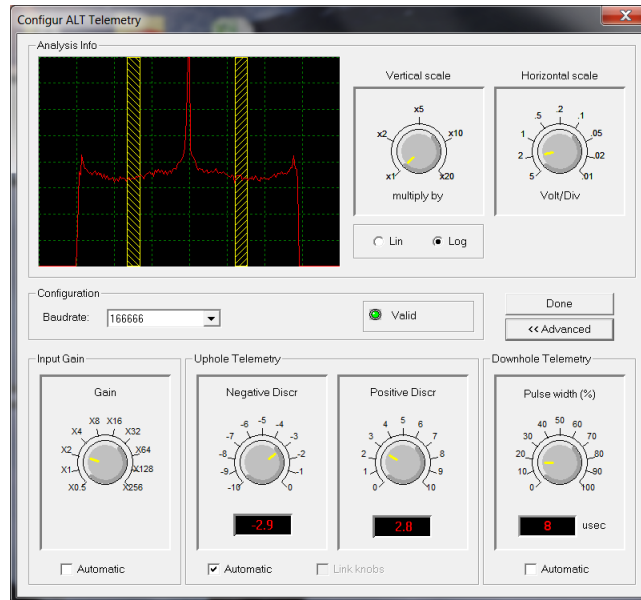 Configur ALT Telemetry
Analysis Info
Vertical scale
x1
x2
x5
x10
x20
multiply by
Lin
Log
Horizontal scale
5
2
1
.5
.2
.1
.05
.02
.01
Volt/Div
Configuration
Baudrate:
166666
Valid
Done
<< Advanced
Input Gain
Gain
X0.5
X1
X2
X4
X8
X16
X32
X64
X128
X256
Automatic
Uphole Telemetry
Negative Discr
-10
-9
-8
-7
-6
-5
-4
-3
-2
-1
0
-2.9
Automatic
Positive Discr
0
1
2
3
4
5
6
7
8
9
10
2.8
Link knobs
Downhole Telemetry
Pulse width (%)
0
10
20
30
40
50
60
70
80
90
100
8
usec
Automatic